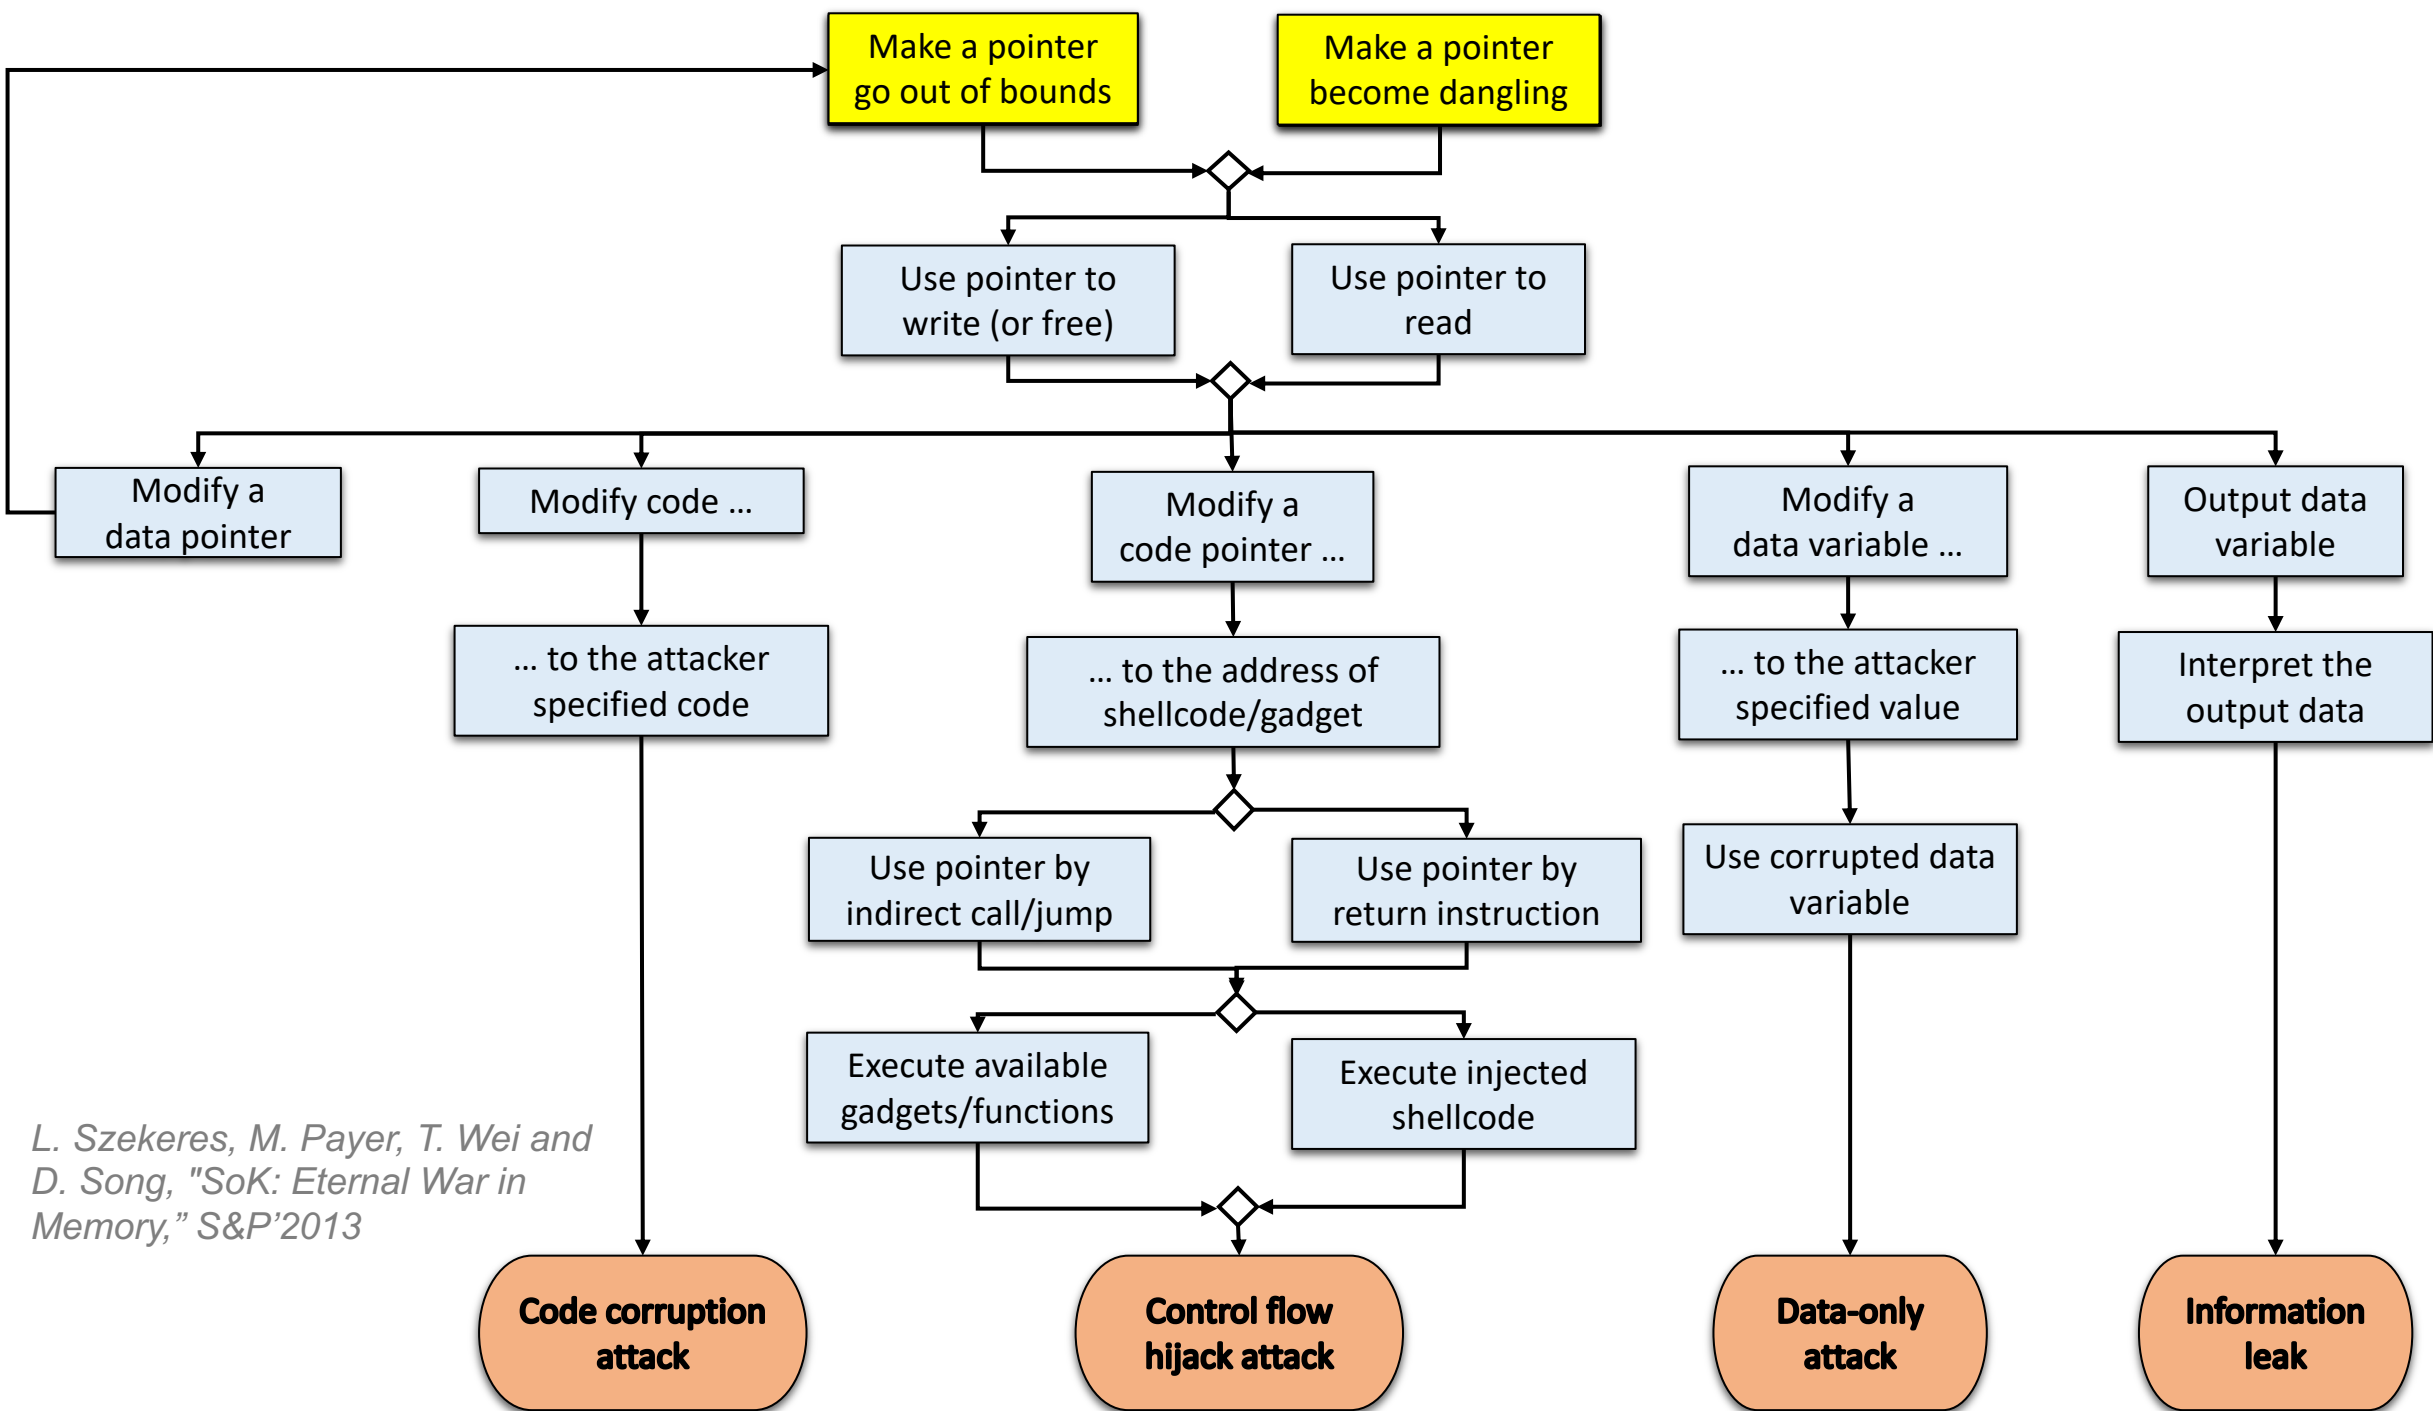 Make a pointer
go out of bounds
Make a pointer
become dangling
Use pointer to
write (or free)
Use pointer to
read
Modify a
data pointer
Modify code ...
Modify a
code pointer ...
Modify a
data variable ...
Output data
variable
... to the attacker
specified code
... to the address of
shellcode/gadget
... to the attacker
specified value
Interpret the
output data
Use pointer by
indirect call/jump
Use pointer by
return instruction
Use corrupted data
variable
Execute available
gadgets/functions
Execute injected
shellcode
L. Szekeres, M. Payer, T. Wei and
D. Song, "SoK: Eternal War in
Memory,” S&P’2013
Code corruption
attack
Control flow
hijack attack
Data-only
attack
Information
leak